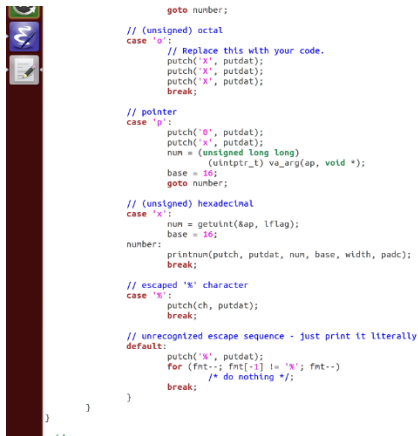 goto number;
// (unsigned) octal
case 'o':
// Replace this with your code.
putch('X', putdat);
putch('X', putdat);
putch('X', putdat);
break;
// pointer
case 'p':
putch('0', putdat);
putch('x', putdat);
num = (unsigned long long)
(uintptr_t) va_arg(ap, void *);
base = 16;
goto number;
// (unsigned) hexadecimal
case 'x':
num = getuint(&ap, lflag);
base = 16;
number:
printnum(putch, putdat, num, base, width, padc);
break;
// escaped '%' character
case '%':
putch(ch, putdat);
break;
// unrecognized escape sequence - just print it literally
default:
putch('%', putdat);
for (fmt--; fmt[-1] != '%'; fmt--)
/* do nothing */;
break;
}
}
}